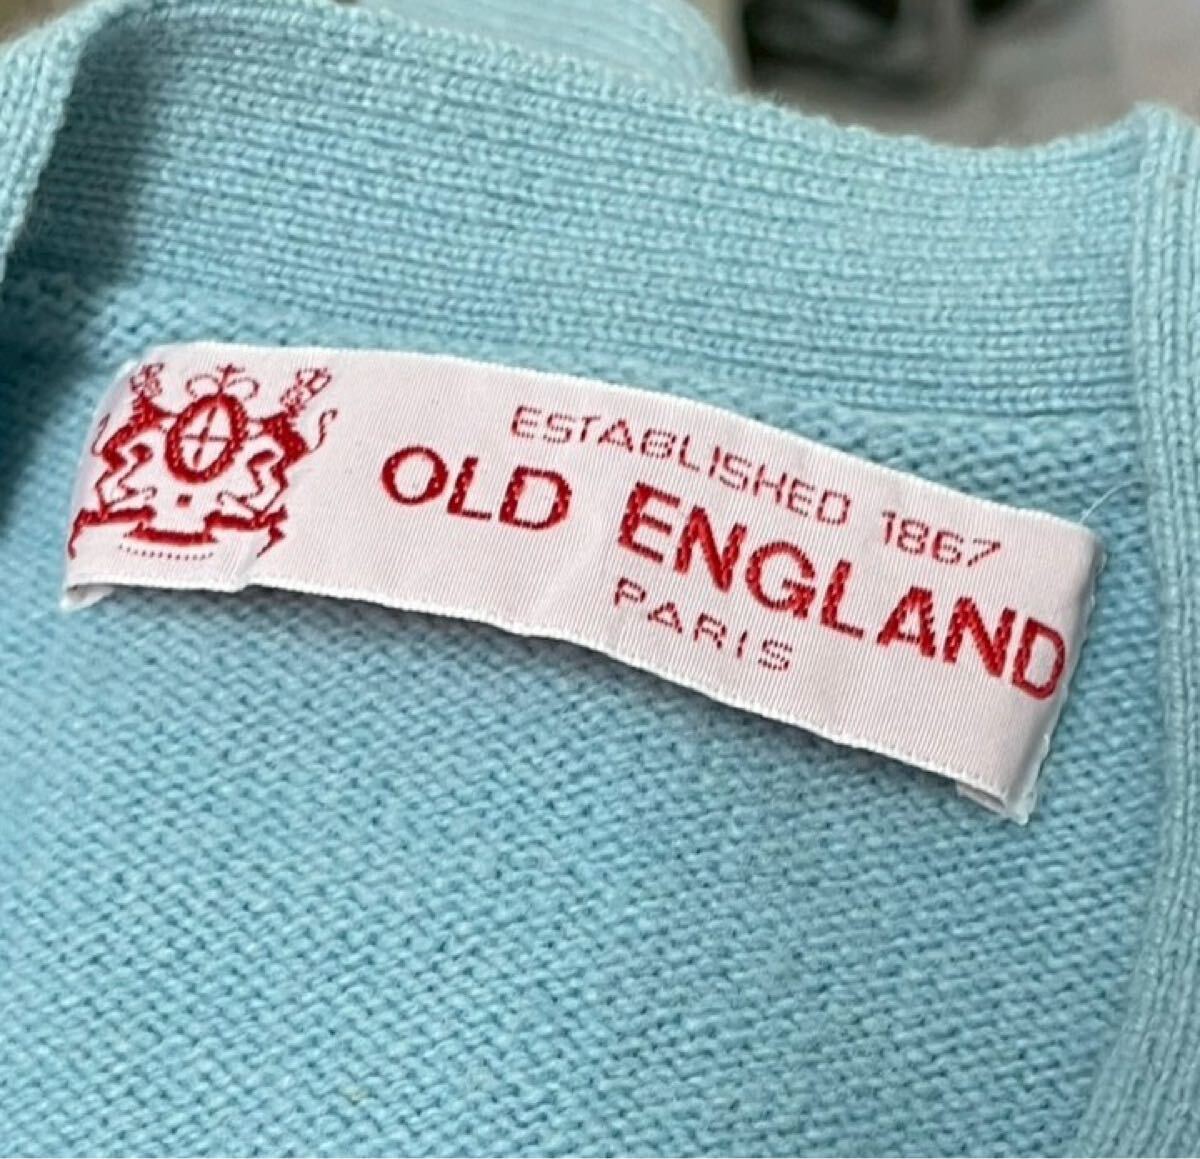 ESTABLISHED 1867
OLD ENGLAND
PARIS